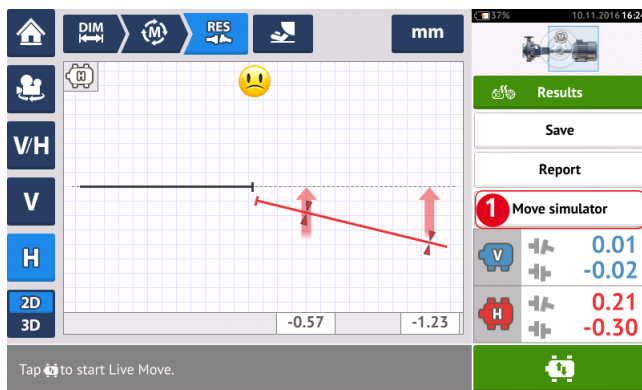 DIM
M
RES
mm
37%
10.11.2016 16:24
H
Results
Save
V/H
Report
V
1 Move simulator
H
V
0.01
-0.02
2D
3D
H
0.21
-0.30
-0.57
-1.23
Tap to start Live Move.